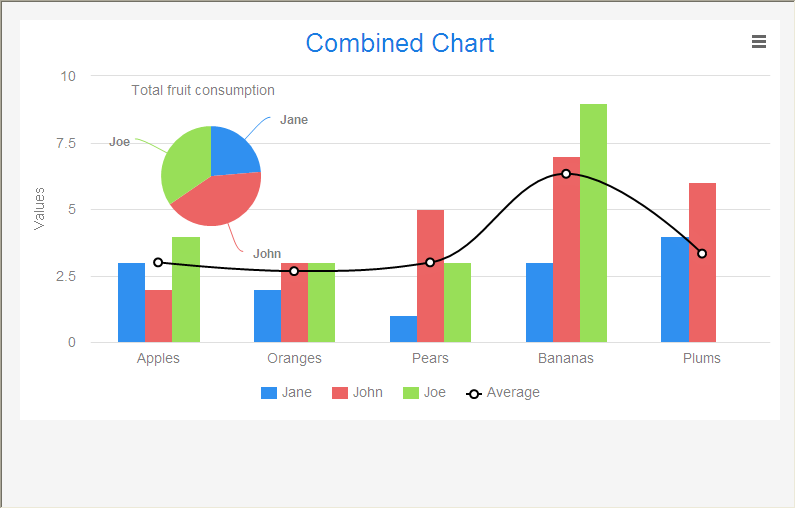 Combined Chart
Total fruit consumption
Jane
Joe
John
Values
10
7.5
5
2.5
0
Apples Oranges Pears Bananas Plums
Jane John Joe Average